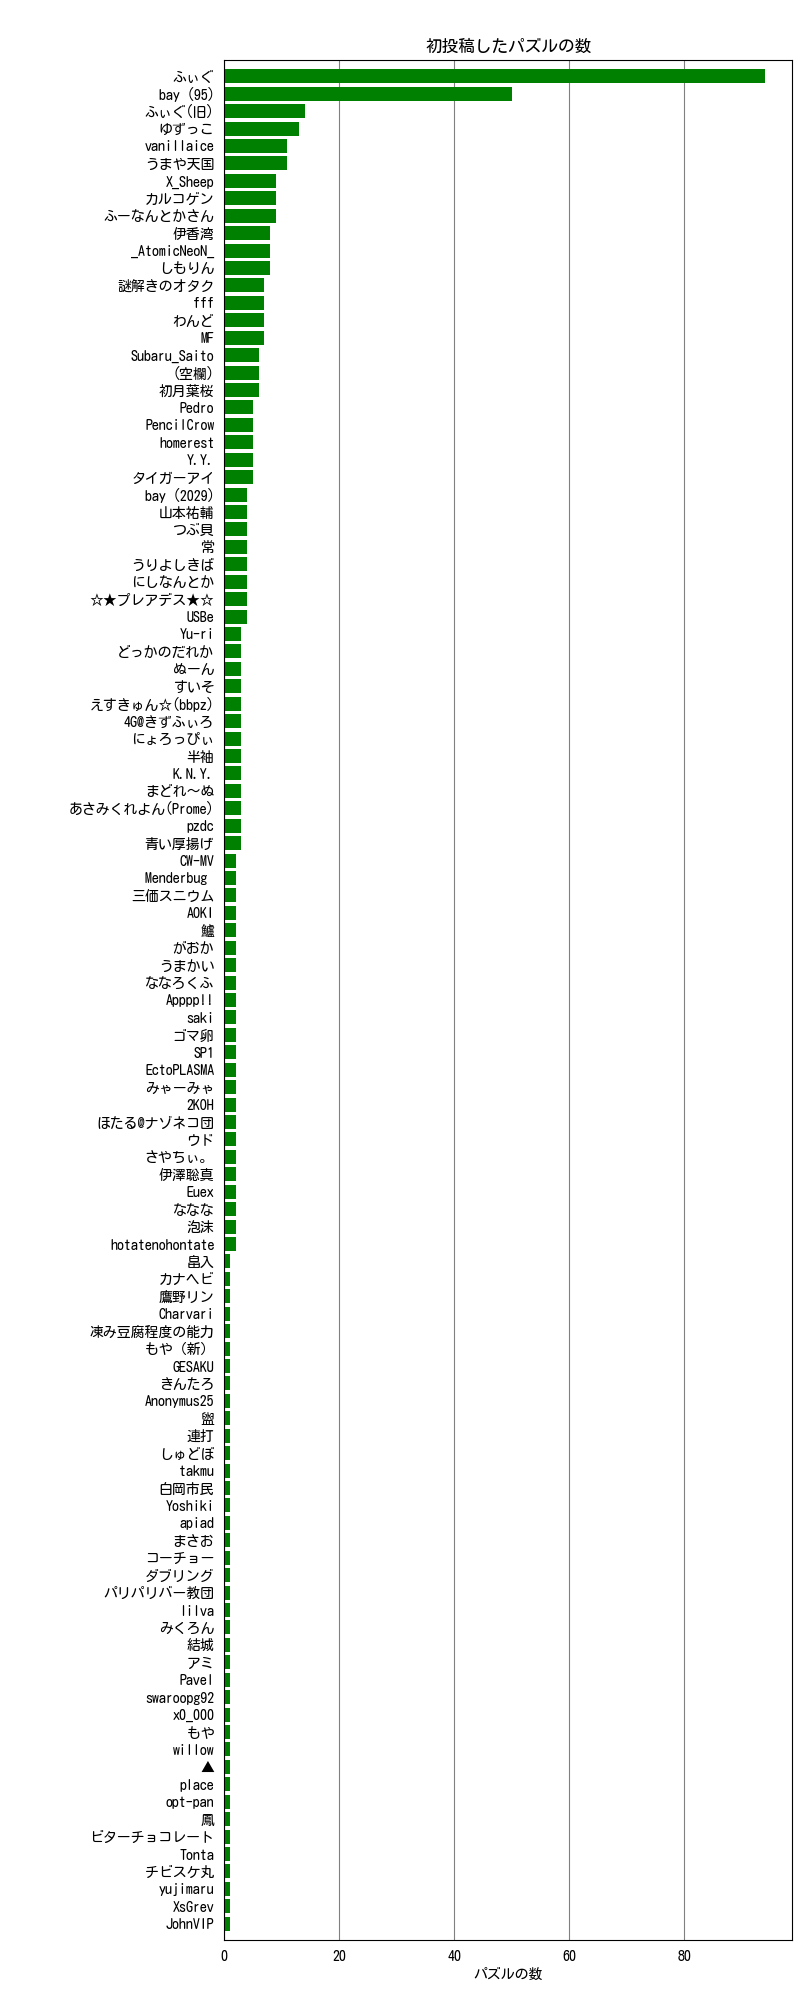 初投稿したパズルの数
ふぃぐ
bay (95)
ふぃぐ(旧)
ゆずっこ
vanillaice
うまや天国
X_Sheep
カルコゲン
ふーなんとかさん
伊香湾
_AtomicNeoN_
しもりん
謎解きのオタク
fff
わんど
MF
Subaru_Saito
(空欄)
初月葉桜
Pedro
PencilCrow
homerest
Y.Y.
タイガーアイ
bay (2029)
山本祐輔
つぶ貝
常
うりよしきば
にしなんとか
☆★プレアデス★☆
USBe
Yu-ri
どっかのだれか
ぬーん
すいそ
えすきゅん☆(bbpz)
4G@きずふぃろ
にょろっぴぃ
半袖
K.N.Y.
まどれ～ぬ
あさみくれよん(Prome)
pzdc
青い厚揚げ
CW-MV
Menderbug
三価スニウム
AOKI
鱸
がおか
うまかい
ななろくふ
Apppp||
saki
ゴマ卵
SP1
EctoPLASMA
みゃーみゃ
2KOH
ほたる@ナゾネコ団
ウド
さやちぃ。
伊澤聡真
Euex
ななな
泡沫
hotatenohontate
畠入
カナヘビ
鷹野リン
Charvari
凍み豆腐程度の能力
もや（新）
GESAKU
きんたろ
Anonymus25
連打
しゅどぼ
takmu
白岡市民
Yoshiki
apiad
まさお
コーチョー
ダブリング
パリパリバー教団
lilva
みくろん
結城
アミ
Pavel
swaroopg92
x0_000
もや
willow
▲
place
opt-pan
鳳
ビターチョコレート
Tonta
チビスケ丸
yujimaru
XsGrev
JohnVIP
0 20 40 60 80
パズルの数